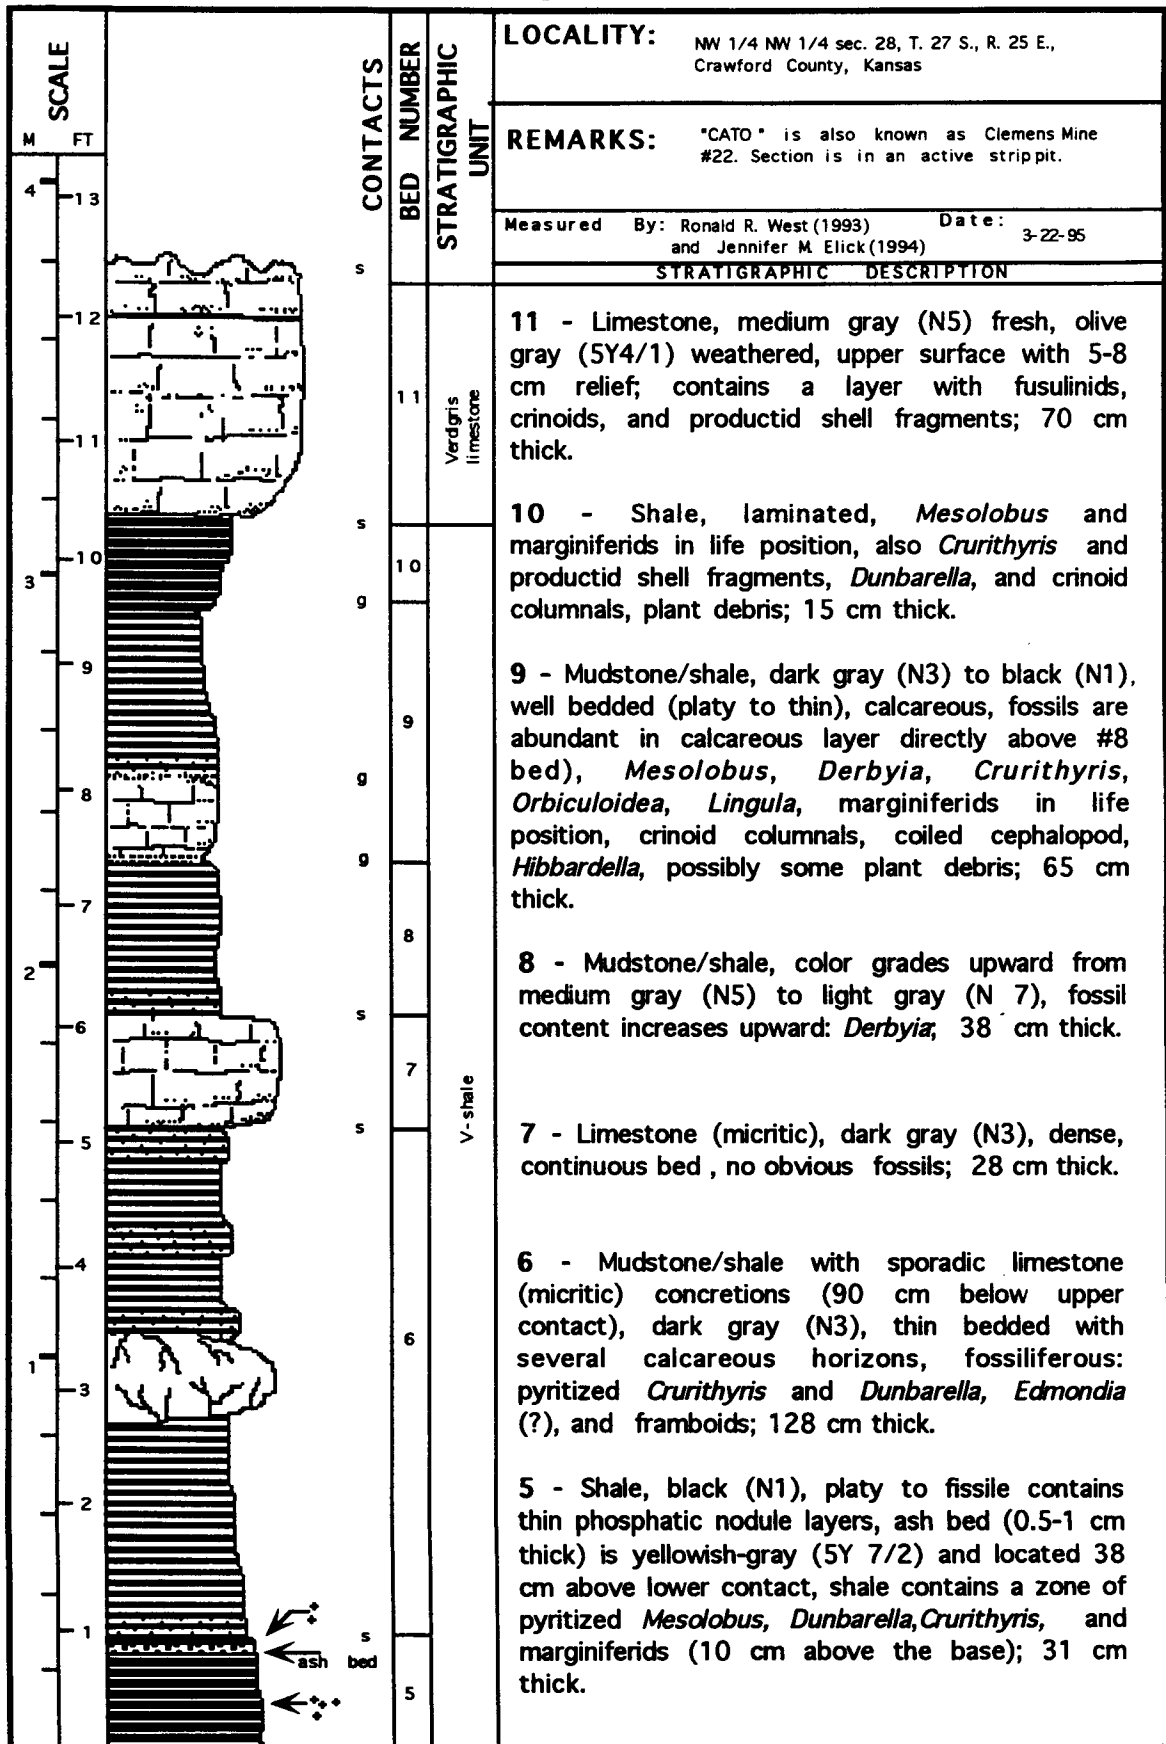 SCALE
M FT
CONTACTS
BED NUMBER
STRATIGRAPHIC
UNIT
LOCALITY: NW 1/4 NW 1/4 sec. 28, T. 27 S., R. 25 E.,
Crawford County, Kansas
REMARKS: "CATO" is also known as Clemens Mine
#22. Section is in an active strip pit.
Measured By: Ronald R. West (1993) Date: 3-22-95
and Jennifer M. Elick (1994)
STRATIGRAPHIC DESCRIPTION
4
13
s
12
11
11
Verdgris
limestone
s
10
10
3
g
9
9
g
8
g
7
8
2
6
s
7
V-shale
s
5
4
6
1
3
2
1
s
ash bed
5
11 - Limestone, medium gray (N5) fresh, olive
gray (5Y4/1) weathered, upper surface with 5-8
cm relief; contains a layer with fusulinids,
crinoids, and productid shell fragments; 70 cm
thick.
10 - Shale, laminated, Mesolobus and
marginiferids in life position, also Crurithyris and
productid shell fragments, Dunbarella, and crinoid
columnals, plant debris; 15 cm thick.
9 - Mudstone/shale, dark gray (N3) to black (N1),
well bedded (platy to thin), calcareous, fossils are
abundant in calcareous layer directly above #8
bed), Mesolobus, Derbyia, Crurithyris,
Orbiculoidea, Lingula, marginiferids in life
position, crinoid columnals, coiled cephalopod,
Hibbardella, possibly some plant debris; 65 cm
thick.
8 - Mudstone/shale, color grades upward from
medium gray (N5) to light gray (N 7), fossil
content increases upward: Derbyia; 38 cm thick.
7 - Limestone (micritic), dark gray (N3), dense,
continuous bed , no obvious fossils; 28 cm thick.
6 - Mudstone/shale with sporadic limestone
(micritic) concretions (90 cm below upper
contact), dark gray (N3), thin bedded with
several calcareous horizons, fossiliferous:
pyritized Crurithyris and Dunbarella, Edmondia
(?), and framboids; 128 cm thick.
5 - Shale, black (N1), platy to fissile contains
thin phosphatic nodule layers, ash bed (0.5-1 cm
thick) is yellowish-gray (5Y 7/2) and located 38
cm above lower contact, shale contains a zone of
pyritized Mesolobus, Dunbarella, Crurithyris, and
marginiferids (10 cm above the base); 31 cm
thick.